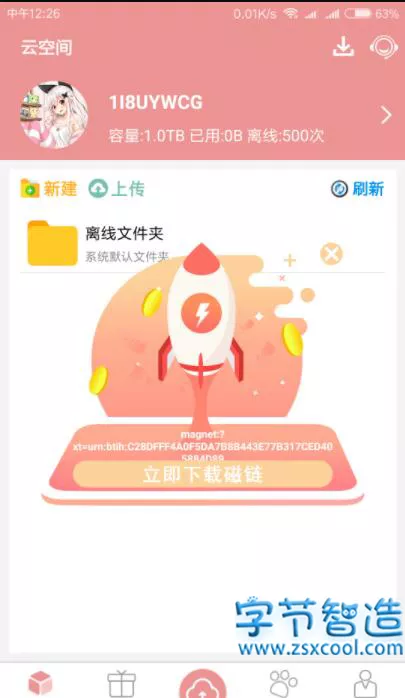 中午12:26
0.01K/s
63%
云空间
1I8UYWCG
容量:1.0TB 已用:0B 离线:500次
新建
上传
刷新
离线文件夹
系统默认文件夹
magnet:?
xt=urn:btih:C28DFFF4A0F5DA7B8B443E77B317CED40
5884D89
立即下载磁链
字节智造
www.zsxcool.com